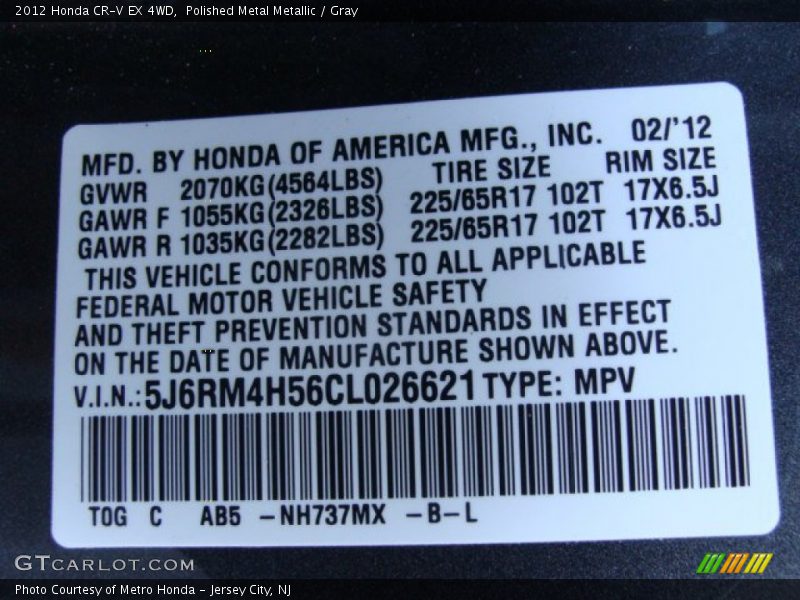 2012 Honda CR-V EX 4WD, Polished Metal Metallic / Gray
MFD. BY HONDA OF AMERICA MFG., INC. 02/'12
GVWR 2070KG(4564LBS) TIRE SIZE RIM SIZE
GAWR F 1055KG(2326LBS) 225/65R17 102T 17X6.5J
GAWR R 1035KG(2282LBS) 225/65R17 102T 17X6.5J
THIS VEHICLE CONFORMS TO ALL APPLICABLE
FEDERAL MOTOR VEHICLE SAFETY
AND THEFT PREVENTION STANDARDS IN EFFECT
ON THE DATE OF MANUFACTURE SHOWN ABOVE.
V.I.N.: 5J6RM4H56CL026621 TYPE: MPV
TOG C AB5 -NH737MX -B-L
GTCARLOT.COM
Photo Courtesy of Metro Honda - Jersey City, NJ